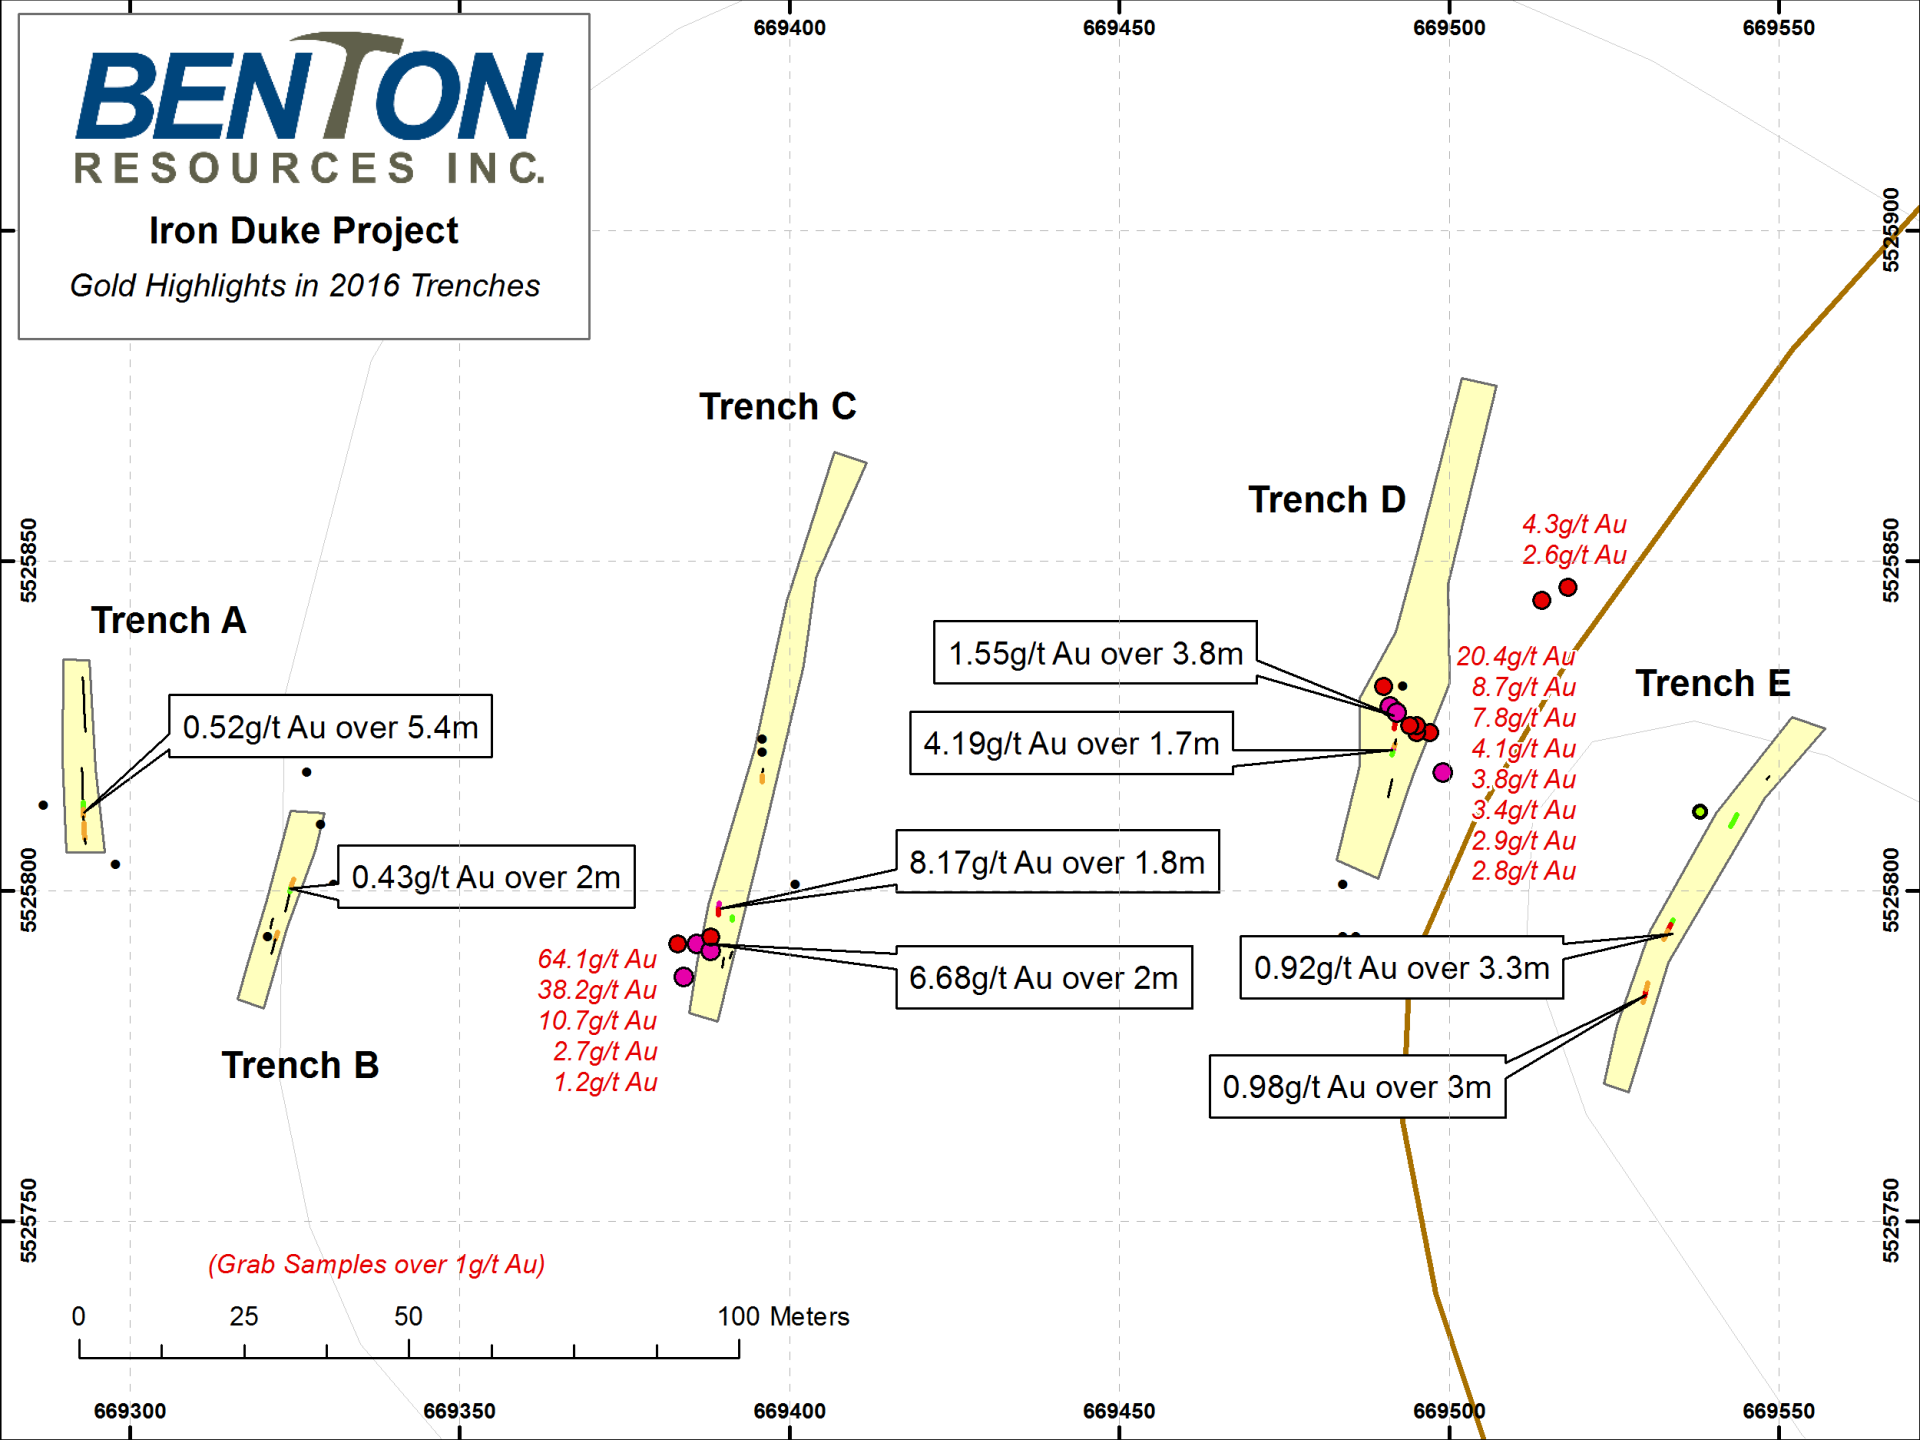 669400
669450
669500
669550
BENTON
RESOURCES INC.
Iron Duke Project
Gold Highlights in 2016 Trenches
5525900
Trench C
Trench D
4.3g/t Au
2.6g/t Au
5525850
5525850
Trench A
1.55g/t Au over 3.8m
20.4g/t Au
8.7g/t Au
7.8g/t Au
4.1g/t Au
3.8g/t Au
3.4g/t Au
2.9g/t Au
2.8g/t Au
Trench E
0.52g/t Au over 5.4m
4.19g/t Au over 1.7m
0.43g/t Au over 2m
8.17g/t Au over 1.8m
5525800
5525800
64.1g/t Au
38.2g/t Au
10.7g/t Au
2.7g/t Au
1.2g/t Au
6.68g/t Au over 2m
0.92g/t Au over 3.3m
Trench B
0.98g/t Au over 3m
5525750
5525750
(Grab Samples over 1g/t Au)
0 25 50 100 Meters
669300
669350
669400
669450
669500
669550